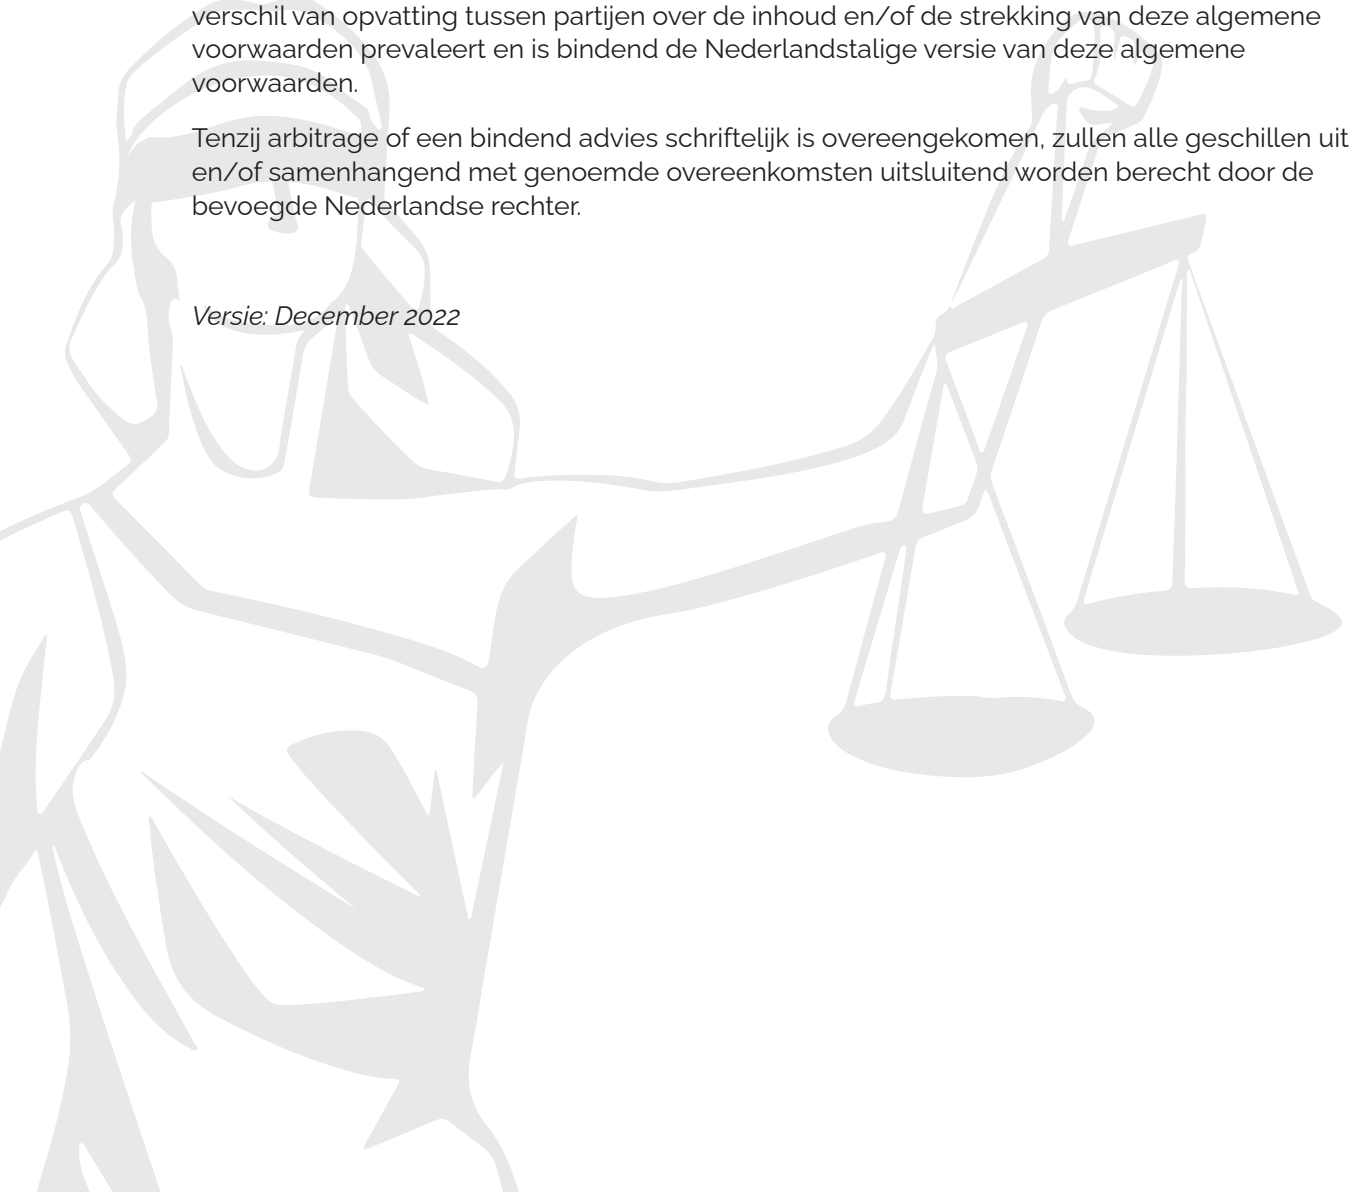 verschil van opvatting tussen partijen over de inhoud en/of de strekking van deze algemene
voorwaarden prevaleert en is bindend de Nederlandstalige versie van deze algemene
voorwaarden.
Tenzij arbitrage of een bindend advies schriftelijk is overeengekomen, zullen alle geschillen uit
en/of samenhangend met genoemde overeenkomsten uitsluitend worden berecht door de
bevoegde Nederlandse rechter.
Versie: December 2022